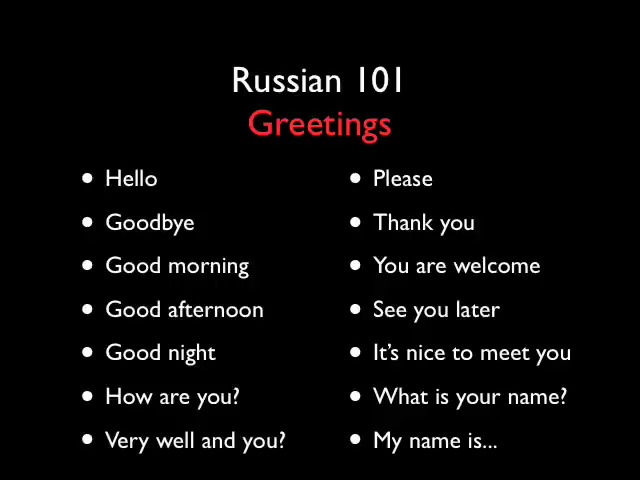 Russian 101
Greetings
• Hello
• Goodbye
• Good morning
• Good afternoon
• Good night
• How are you?
• Very well and you?
• Please
• Thank you
• You are welcome
• See you later
• It’s nice to meet you
• What is your name?
• My name is...